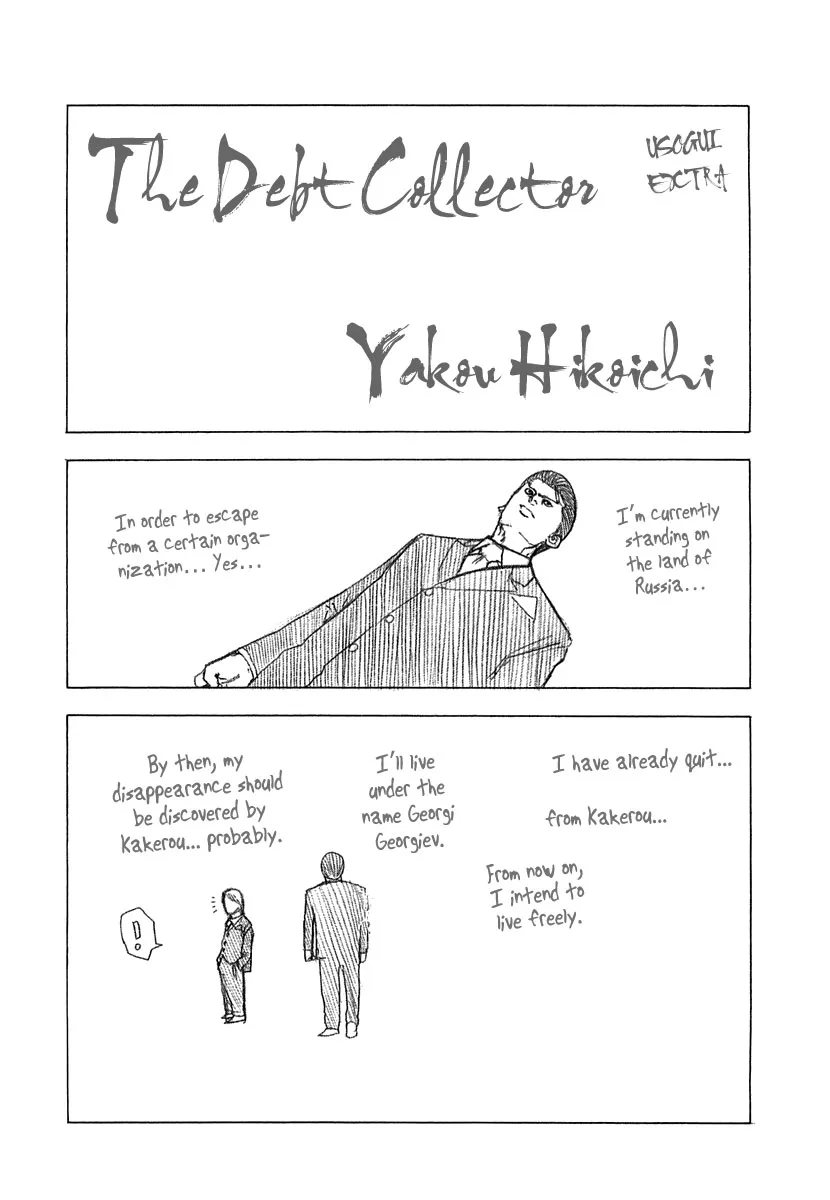 The Debt Collector
USOGUI
EXTRA
Yakou Hikoichi
I'm currently
standing on
the land of
Russia...
In order to escape
from a certain orga-
nization... Yes...
I have already quit...
from Kakerou...
From now on,
I intend to
live freely.
I'll live
under the
name Georgi
Georgiev.
By then, my
disappearance should
be discovered by
Kakerou... probably.
!